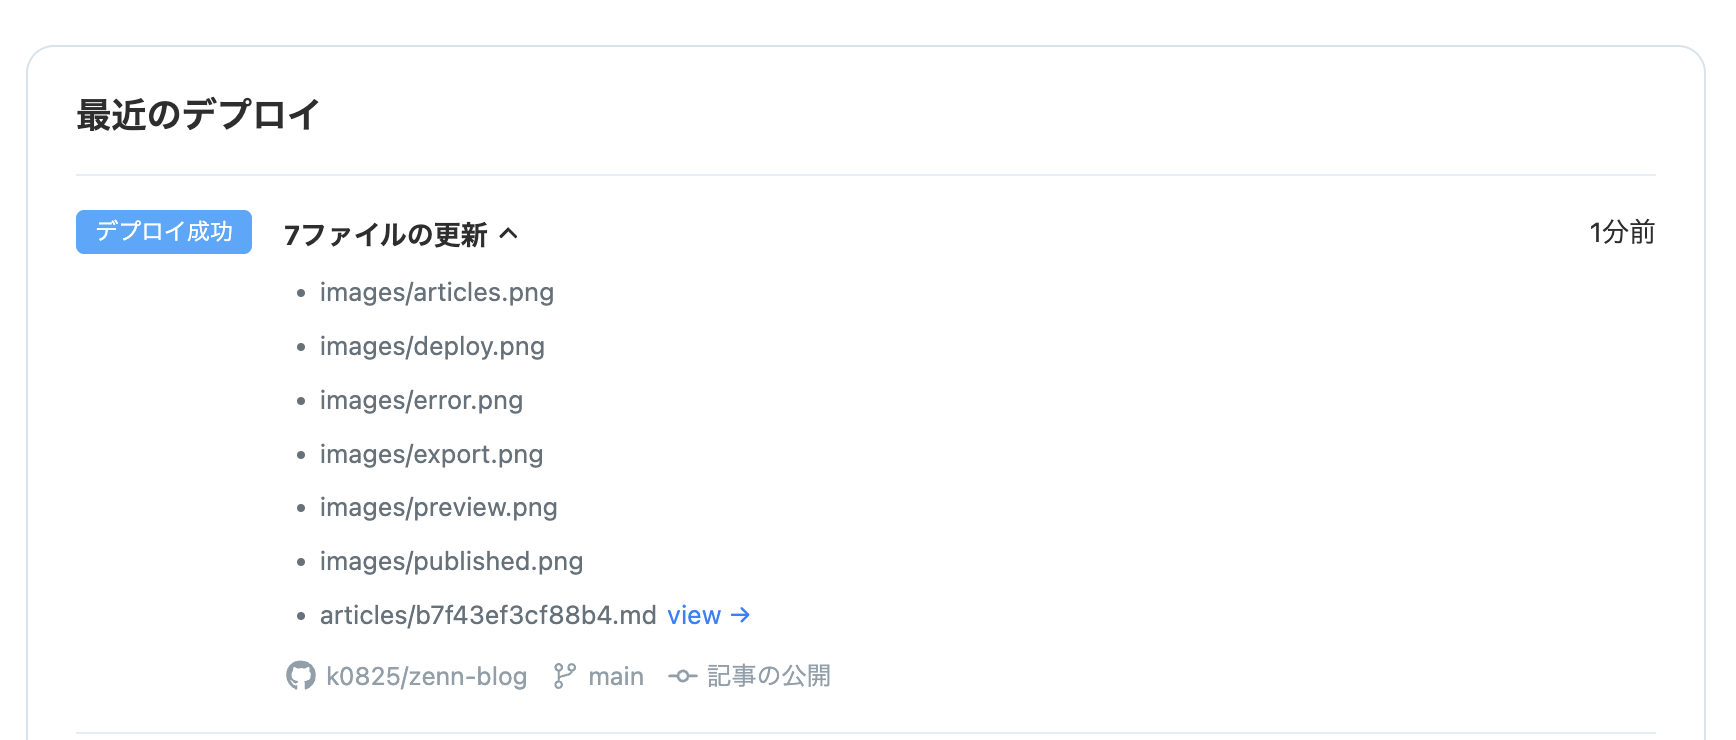 最近のデプロイ
デプロイ成功 7ファイルの更新 1分前
images/articles.png
images/deploy.png
images/error.png
images/export.png
images/preview.png
images/published.png
articles/b7f43ef3cf88b4.md view →
k0825/zenn-blog main 記事の公開